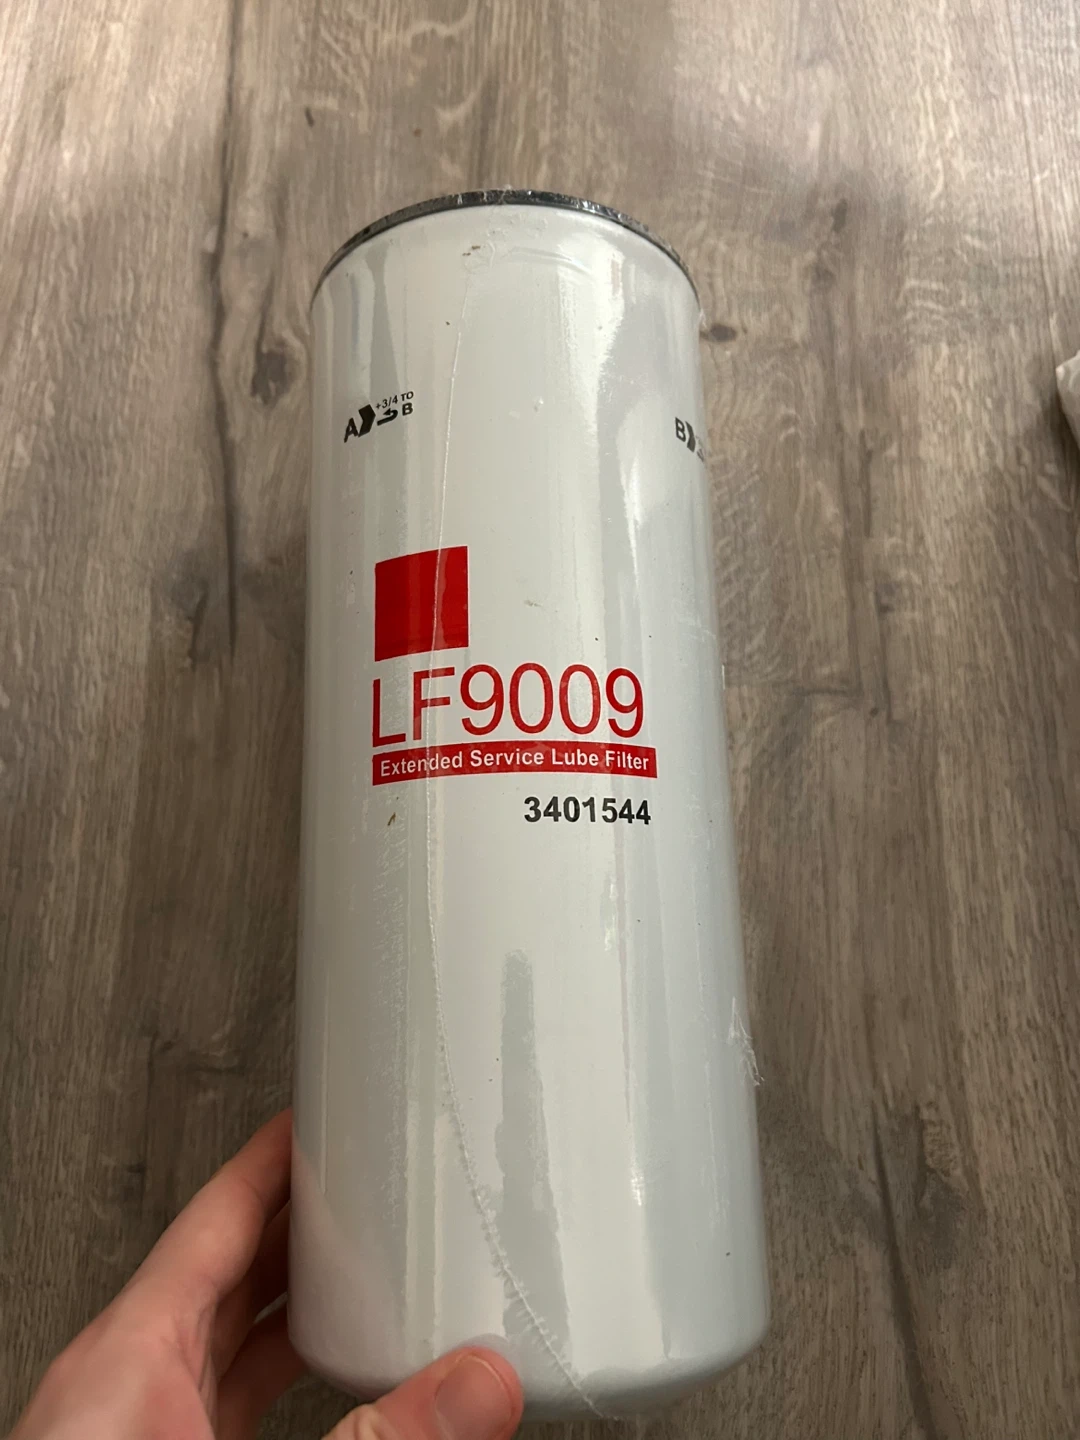 A +3/4 TO B
B
LF9009
Extended Service Lube Filter
3401544